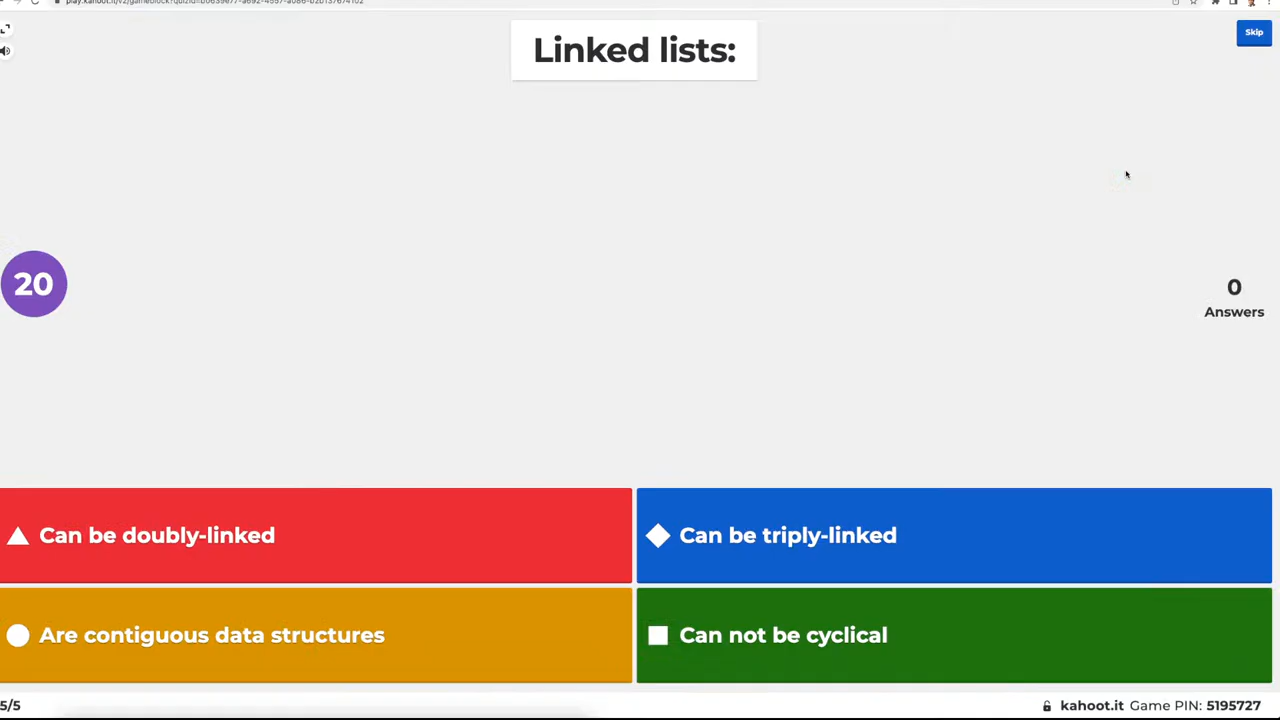 Linked lists:
Skip
20
0
Answers
Can be doubly-linked
Can be triply-linked
Are contiguous data structures
Can not be cyclical
5/5
kahoot.it Game PIN: 5195727